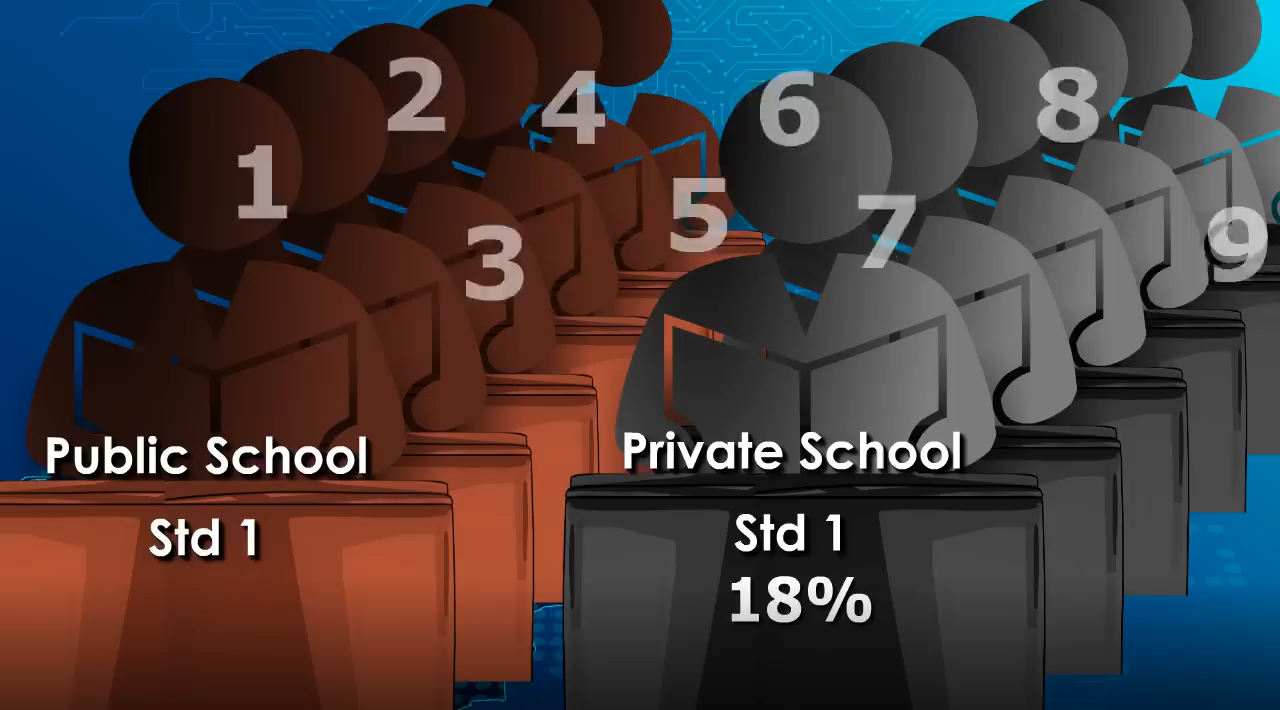 1 2 4 6 8
3 5 7 9
Public School
Std 1
Private School
Std 1
18%